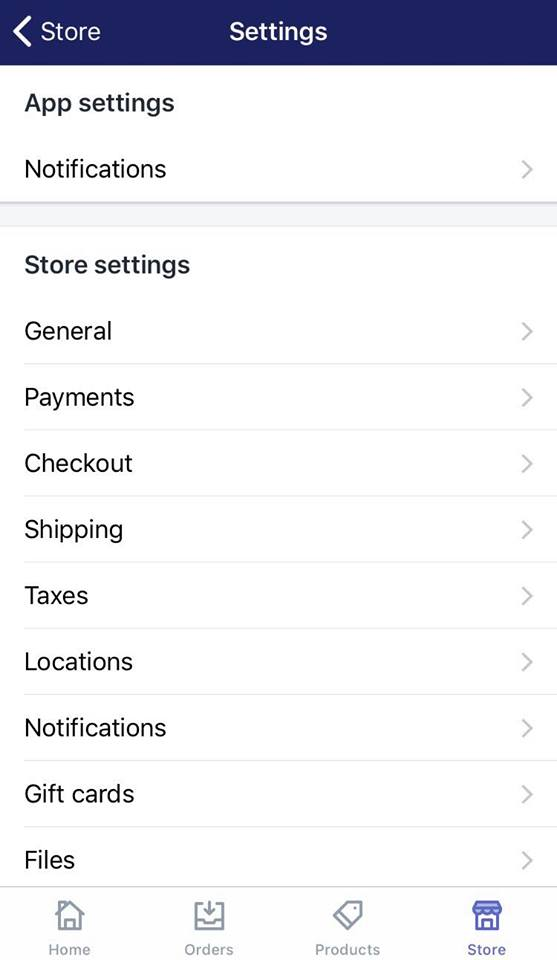 Store Settings
App settings
Notifications
Store settings
General
Payments
Checkout
Shipping
Taxes
Locations
Notifications
Gift cards
Files
Home Orders Products Store